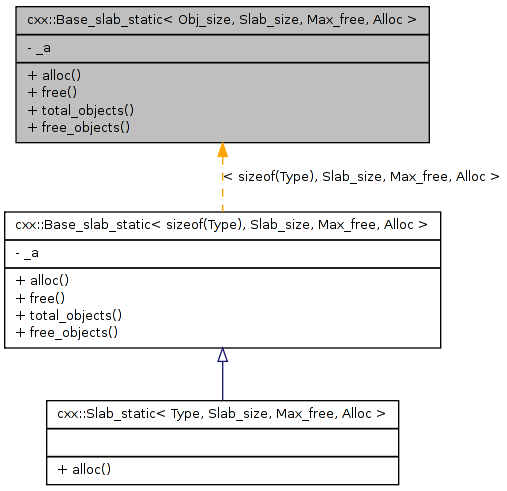 cxx::Base_slab_static< Obj_size, Slab_size, Max_free, Alloc >
- _a
+ alloc()
+ free()
+ total_objects()
+ free_objects()
< sizeof(Type), Slab_size, Max_free, Alloc >
cxx::Base_slab_static< sizeof(Type), Slab_size, Max_free, Alloc >
- _a
+ alloc()
+ free()
+ total_objects()
+ free_objects()
cxx::Slab_static< Type, Slab_size, Max_free, Alloc >
+ alloc()